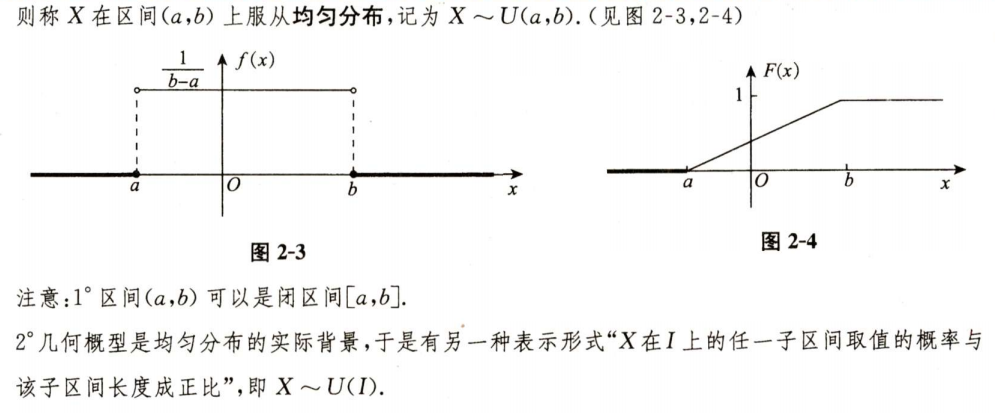 则称 X 在区间(a,b) 上服从均匀分布,记为 X～U(a,b).(见图 2-3,2-4)
1/(b-a)
f(x)
a
O
b
x
图 2-3
F(x)
1
a
O
b
x
图 2-4
注意:1°区间(a,b) 可以是闭区间[a,b].
2°几何概型是均匀分布的实际背景,于是有另一种表示形式“X在I上的任一子区间取值的概率与
该子区间长度成正比”,即 X～U(I).